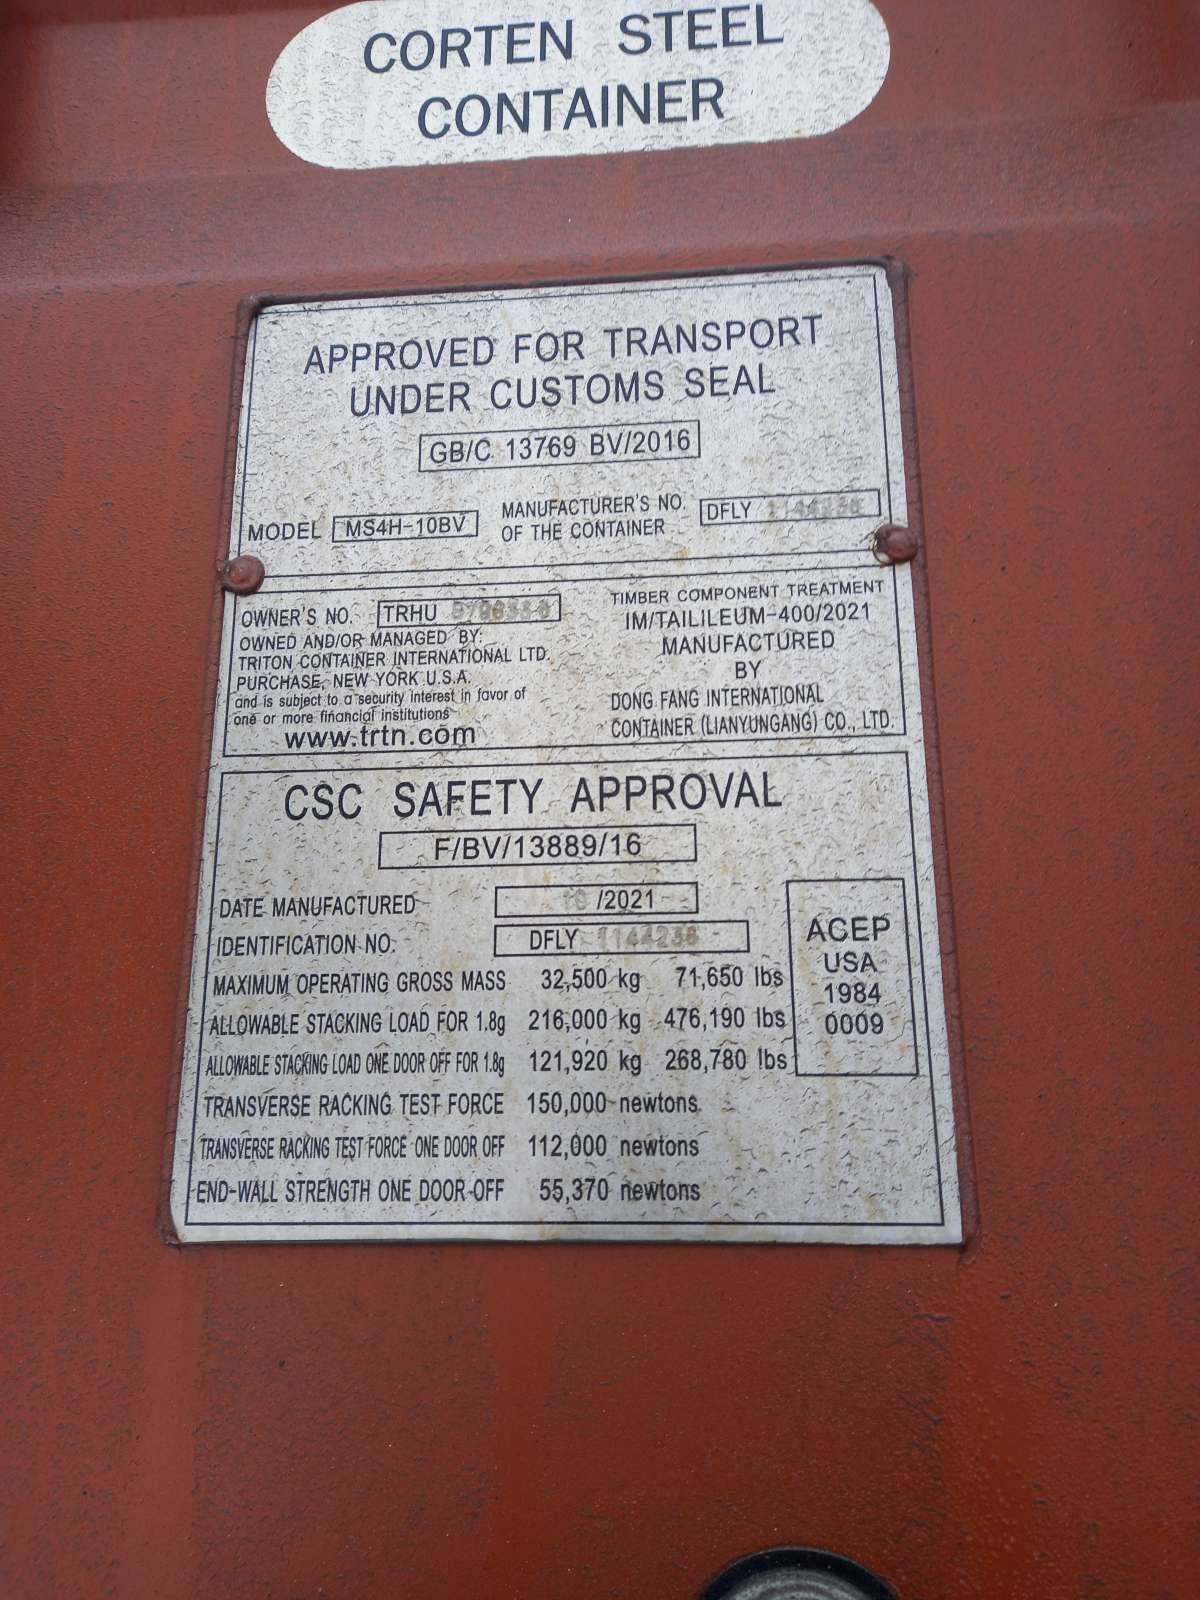 CORTEN STEEL
CONTAINER
APPROVED FOR TRANSPORT
UNDER CUSTOMS SEAL
GB/C 13769 BV/2016
MODEL MS4H-10BV
MANUFACTURER'S NO.
OF THE CONTAINER
DFLY 1144236
OWNER'S NO. TRHU
OWNED AND/OR MANAGED BY:
TRITON CONTAINER INTERNATIONAL LTD.
PURCHASE, NEW YORK U.S.A.
and is subject to a security interest in favor of
one or more financial institutions
www.trtn.com
TIMBER COMPONENT TREATMENT
IM/TAILILEUM-400/2021
MANUFACTURED
BY
DONG FANG INTERNATIONAL
CONTAINER (LIANYUNGANG) CO., LTD.
CSC SAFETY APPROVAL
F/BV/13889/16
DATE MANUFACTURED /2021
IDENTIFICATION NO. DFLY 1144236
MAXIMUM OPERATING GROSS MASS 32,500 kg 71,650 lbs
ALLOWABLE STACKING LOAD FOR 1.8g 216,000 kg 476,190 lbs
ALLOWABLE STACKING LOAD ONE DOOR OFF FOR 1.8g 121,920 kg 268,780 lbs
TRANSVERSE RACKING TEST FORCE 150,000 newtons
TRANSVERSE RACKING TEST FORCE ONE DOOR OFF 112,000 newtons
END-WALL STRENGTH ONE DOOR OFF 55,370 newtons
ACEP
USA
1984
0009